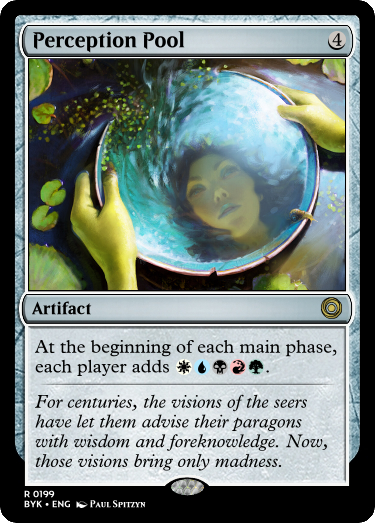 Perception Pool 4
Artifact
At the beginning of each main phase,
each player adds .
For centuries, the visions of the seers
have let them advise their paragons
with wisdom and foreknowledge. Now,
those visions bring only madness.
R 0199
BYK • ENG Paul Spitzyn